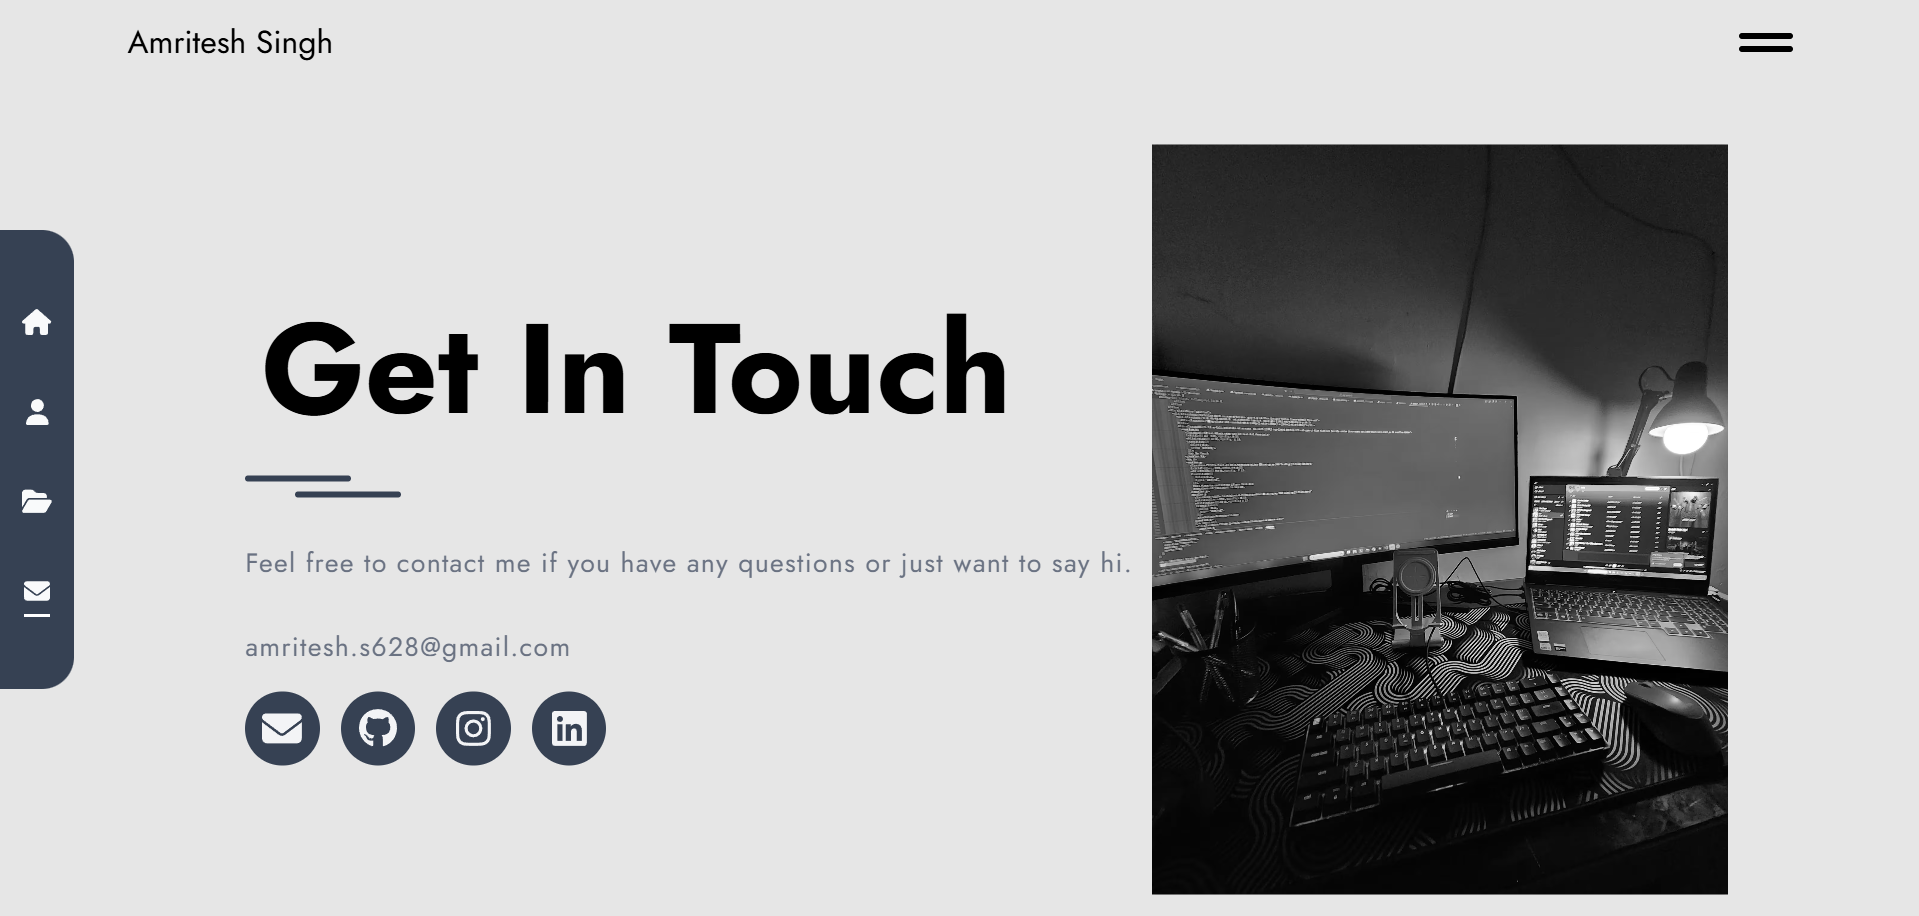 Amritesh Singh
Get In Touch
Feel free to contact me if you have any questions or just want to say hi.
amritesh.s628@gmail.com